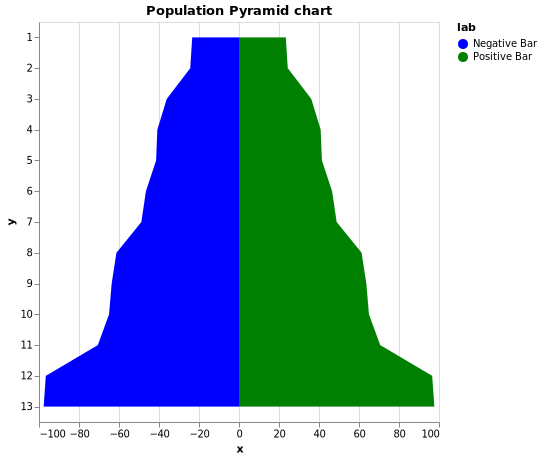 Population Pyramid chart
lab
Negative Bar
Positive Bar
y
1
2
3
4
5
6
7
8
9
10
11
12
13
−100 −80 −60 −40 −20 0 20 40 60 80 100
x